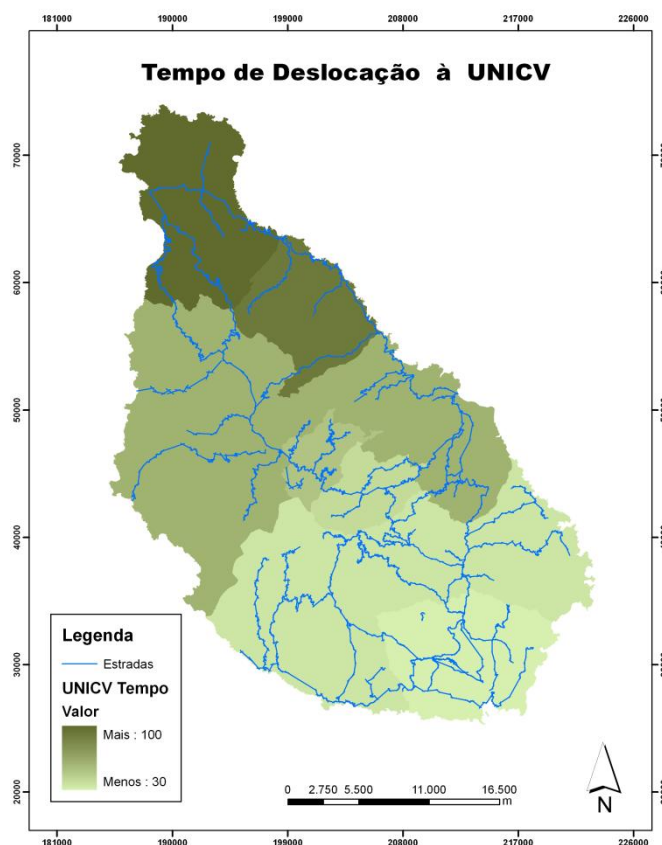 181000 190000 199000 208000 217000 226000
Tempo de Deslocação à UNICV
70000
60000
50000
40000
30000
20000
Legenda
Estradas
UNICV Tempo
Valor
Mais : 100
Menos : 30
0 2.750 5.500 11.000 16.500
m
N
181000 190000 199000 208000 217000 226000